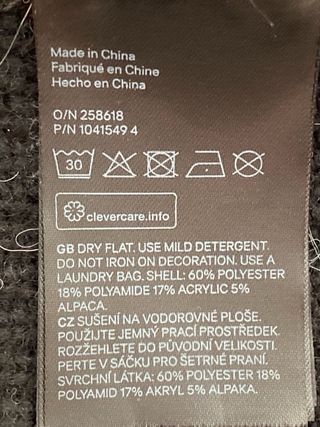 Made in China
Fabriqué en Chine
Hecho en China
O/N 258618
P/N 1041549 4
30
clevercare.info
GB DRY FLAT. USE MILD DETERGENT.
DO NOT IRON ON DECORATION. USE A
LAUNDRY BAG. SHELL: 60% POLYESTER
18% POLYAMIDE 17% ACRYLIC 5%
ALPACA.
CZ SUŠENÍ NA VODOROVNÉ PLOŠE.
POUŽIJTE JEMNÝ PRACÍ PROSTŘEDEK.
ROZŽEHLETE DO PŮVODNÍ VELIKOSTI.
PERTE V SÁČKU PRO ŠETRNÉ PRANÍ.
SVRCHNÍ LÁTKA: 60% POLYESTER 18%
POLYAMID 17% AKRYL 5% ALPAKA.